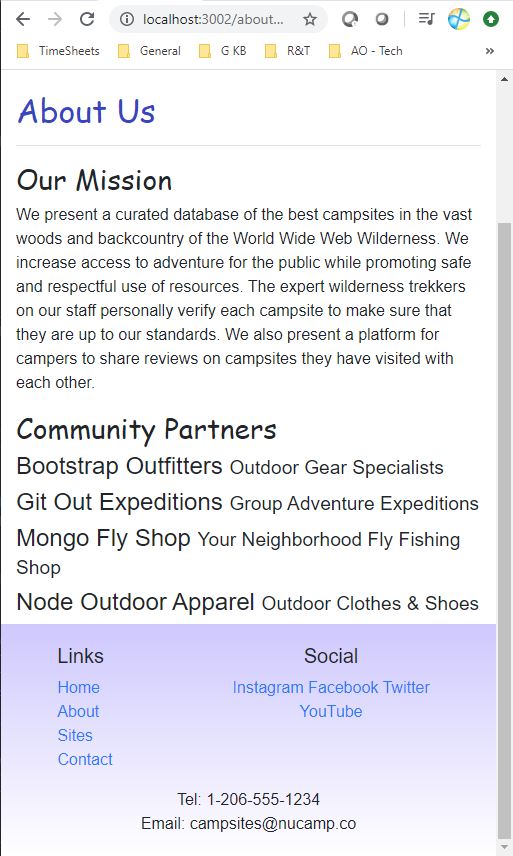 localhost:3002/about...
TimeSheets General G KB R&T AO - Tech »
About Us
Our Mission
We present a curated database of the best campsites in the vast
woods and backcountry of the World Wide Web Wilderness. We
increase access to adventure for the public while promoting safe
and respectful use of resources. The expert wilderness trekkers
on our staff personally verify each campsite to make sure that
they are up to our standards. We also present a platform for
campers to share reviews on campsites they have visited with
each other.
Community Partners
Bootstrap Outfitters Outdoor Gear Specialists
Git Out Expeditions Group Adventure Expeditions
Mongo Fly Shop Your Neighborhood Fly Fishing
Shop
Node Outdoor Apparel Outdoor Clothes & Shoes
Links
Home
About
Sites
Contact
Social
Instagram Facebook Twitter
YouTube
Tel: 1-206-555-1234
Email: campsites@nucamp.co